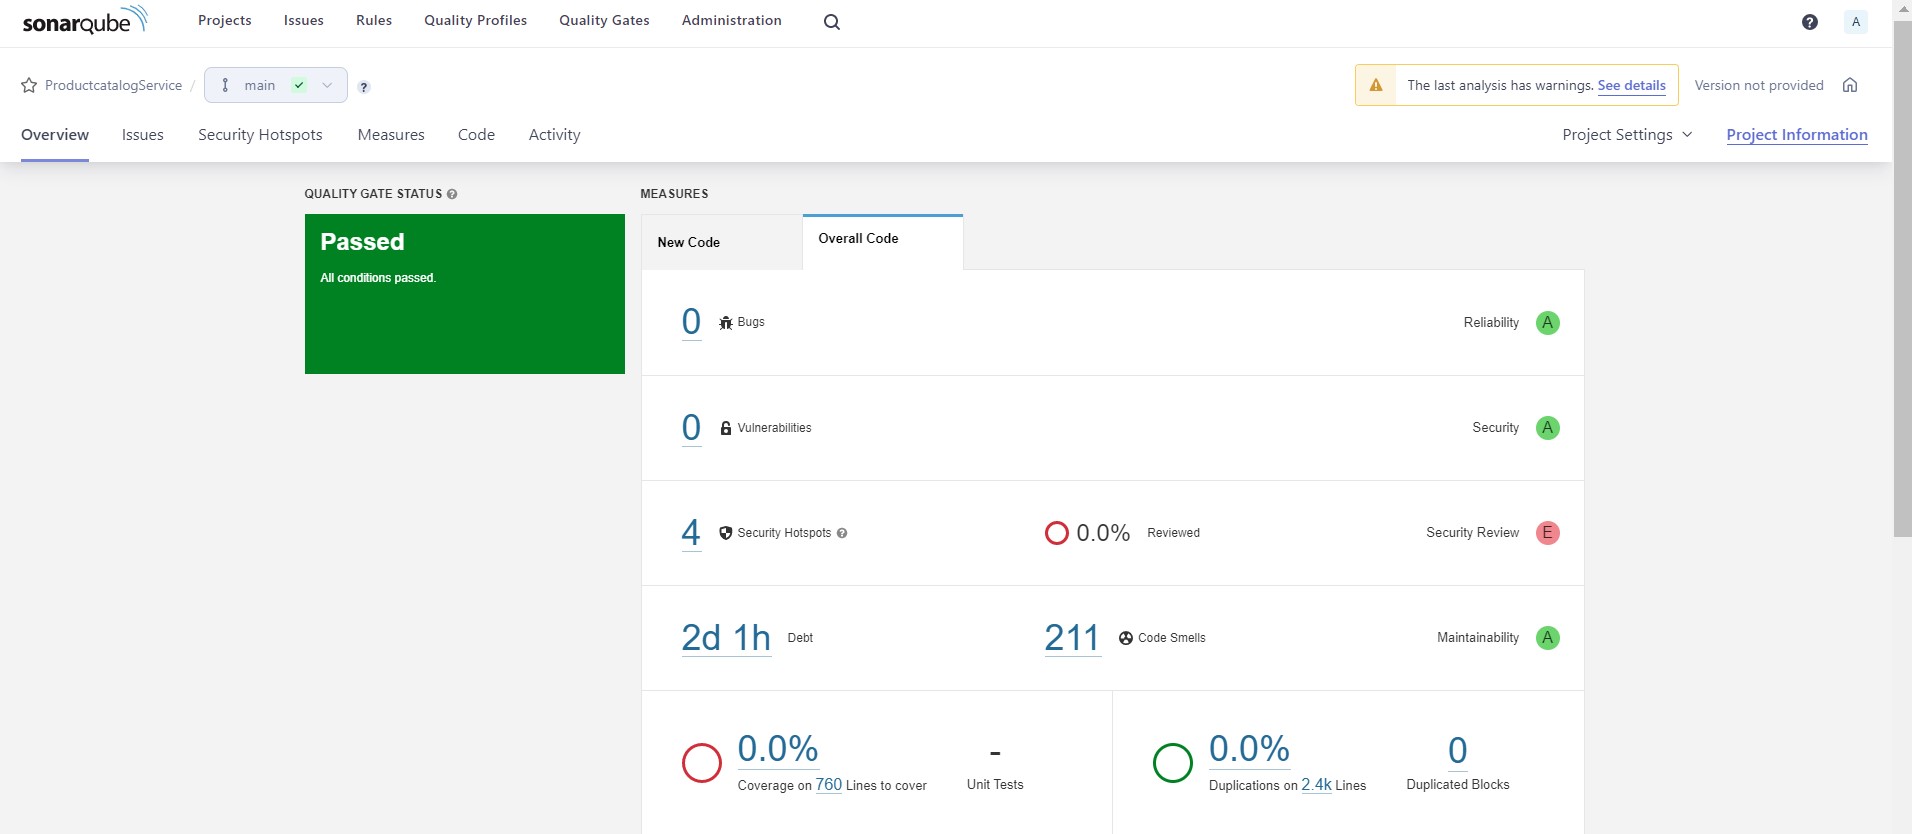 sonarqube Projects Issues Rules Quality Profiles Quality Gates Administration ? A
ProductcatalogService / main ? The last analysis has warnings. See details Version not provided
Overview Issues Security Hotspots Measures Code Activity Project Settings Project Information
QUALITY GATE STATUS ? MEASURES
Passed
All conditions passed.
New Code Overall Code
0 Bugs Reliability A
0 Vulnerabilities Security A
4 Security Hotspots ? 0.0% Reviewed Security Review E
2d 1h Debt 211 Code Smells Maintainability A
0.0% - 0.0% 0
Coverage on 760 Lines to cover Unit Tests Duplications on 2.4k Lines Duplicated Blocks